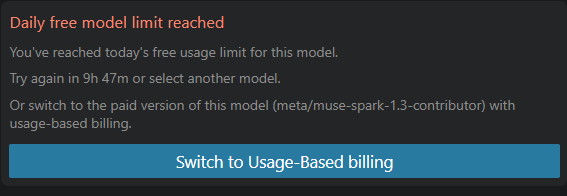 Daily free model limit reached
You've reached today's free usage limit for this model.
Try again in 9h 47m or select another model.
Or switch to the paid version of this model (meta/muse-spark-1.3-contributor) with
usage-based billing.
Switch to Usage-Based billing